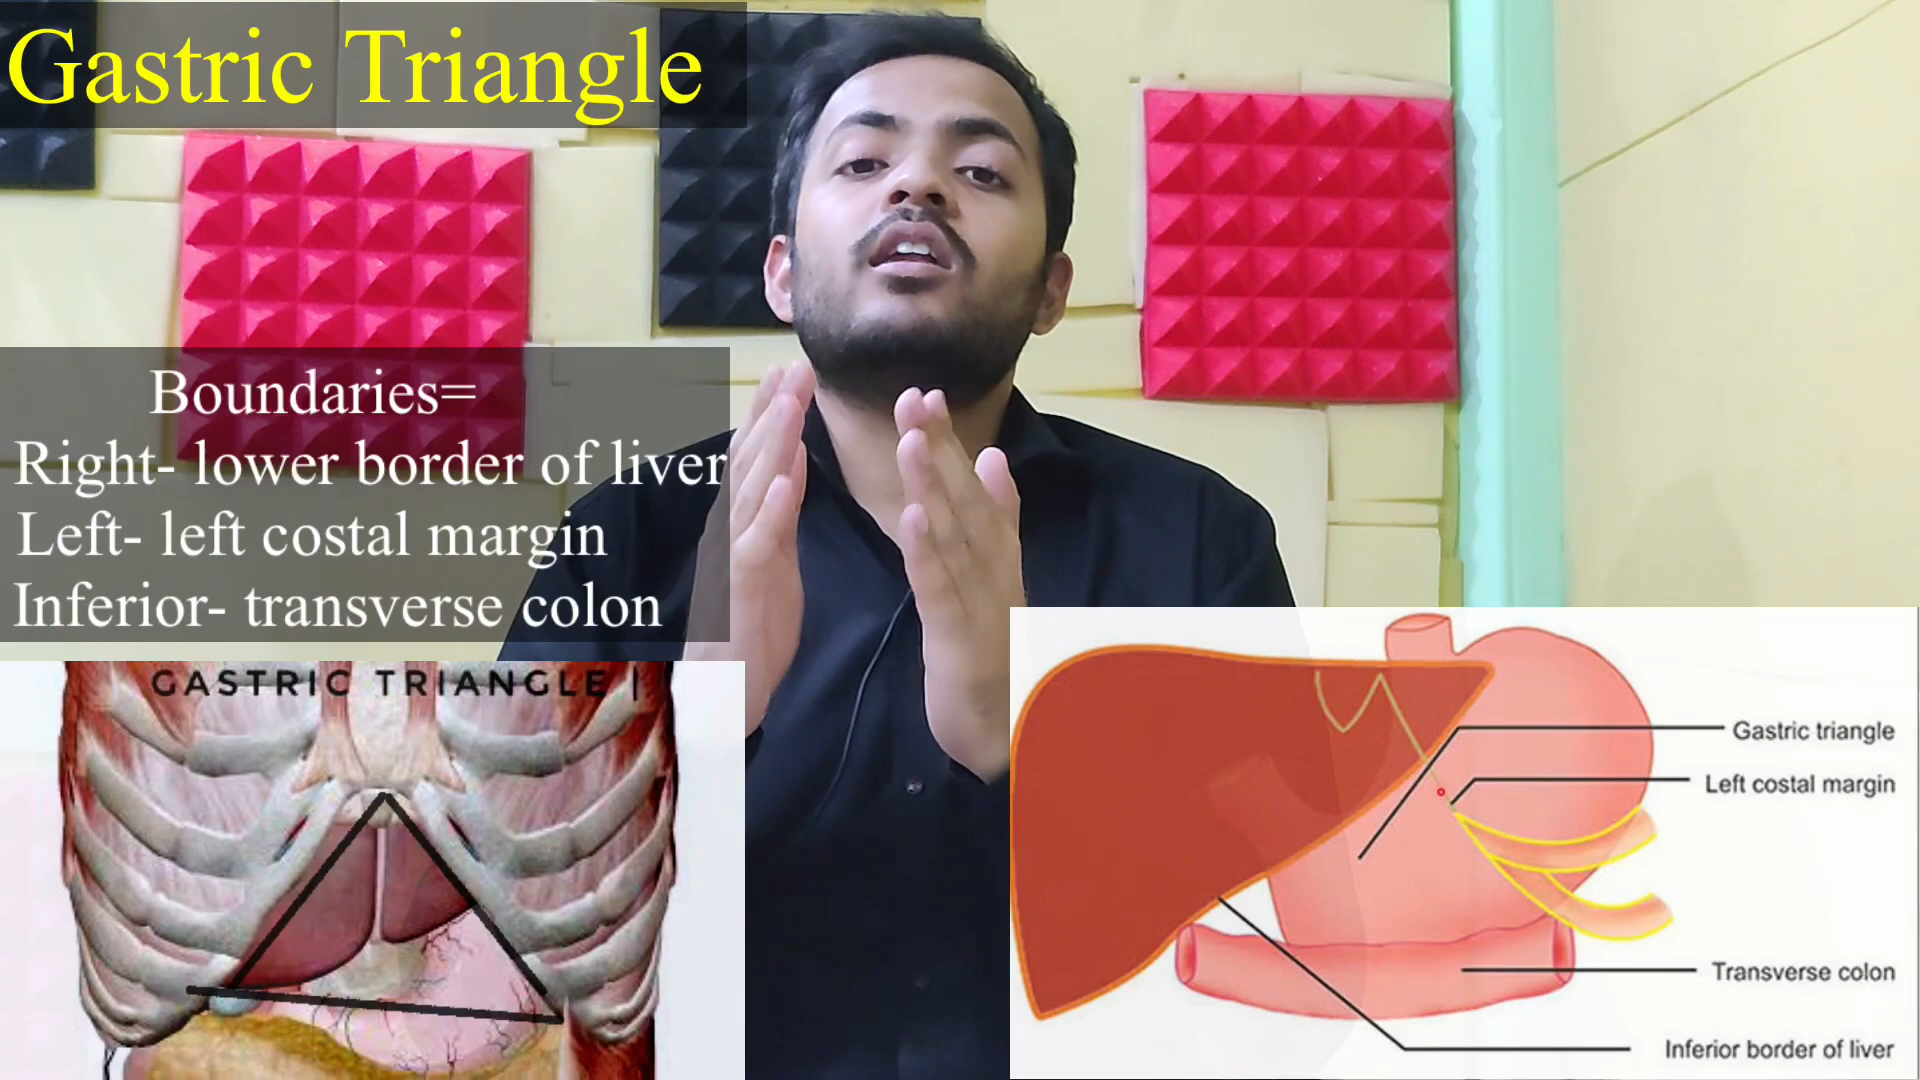 Gastric Triangle
Boundaries=
Right- lower border of liver
Left- left costal margin
Inferior- transverse colon
GASTRIC TRIANGLE |
Gastric triangle
Left costal margin
Transverse colon
Inferior border of liver